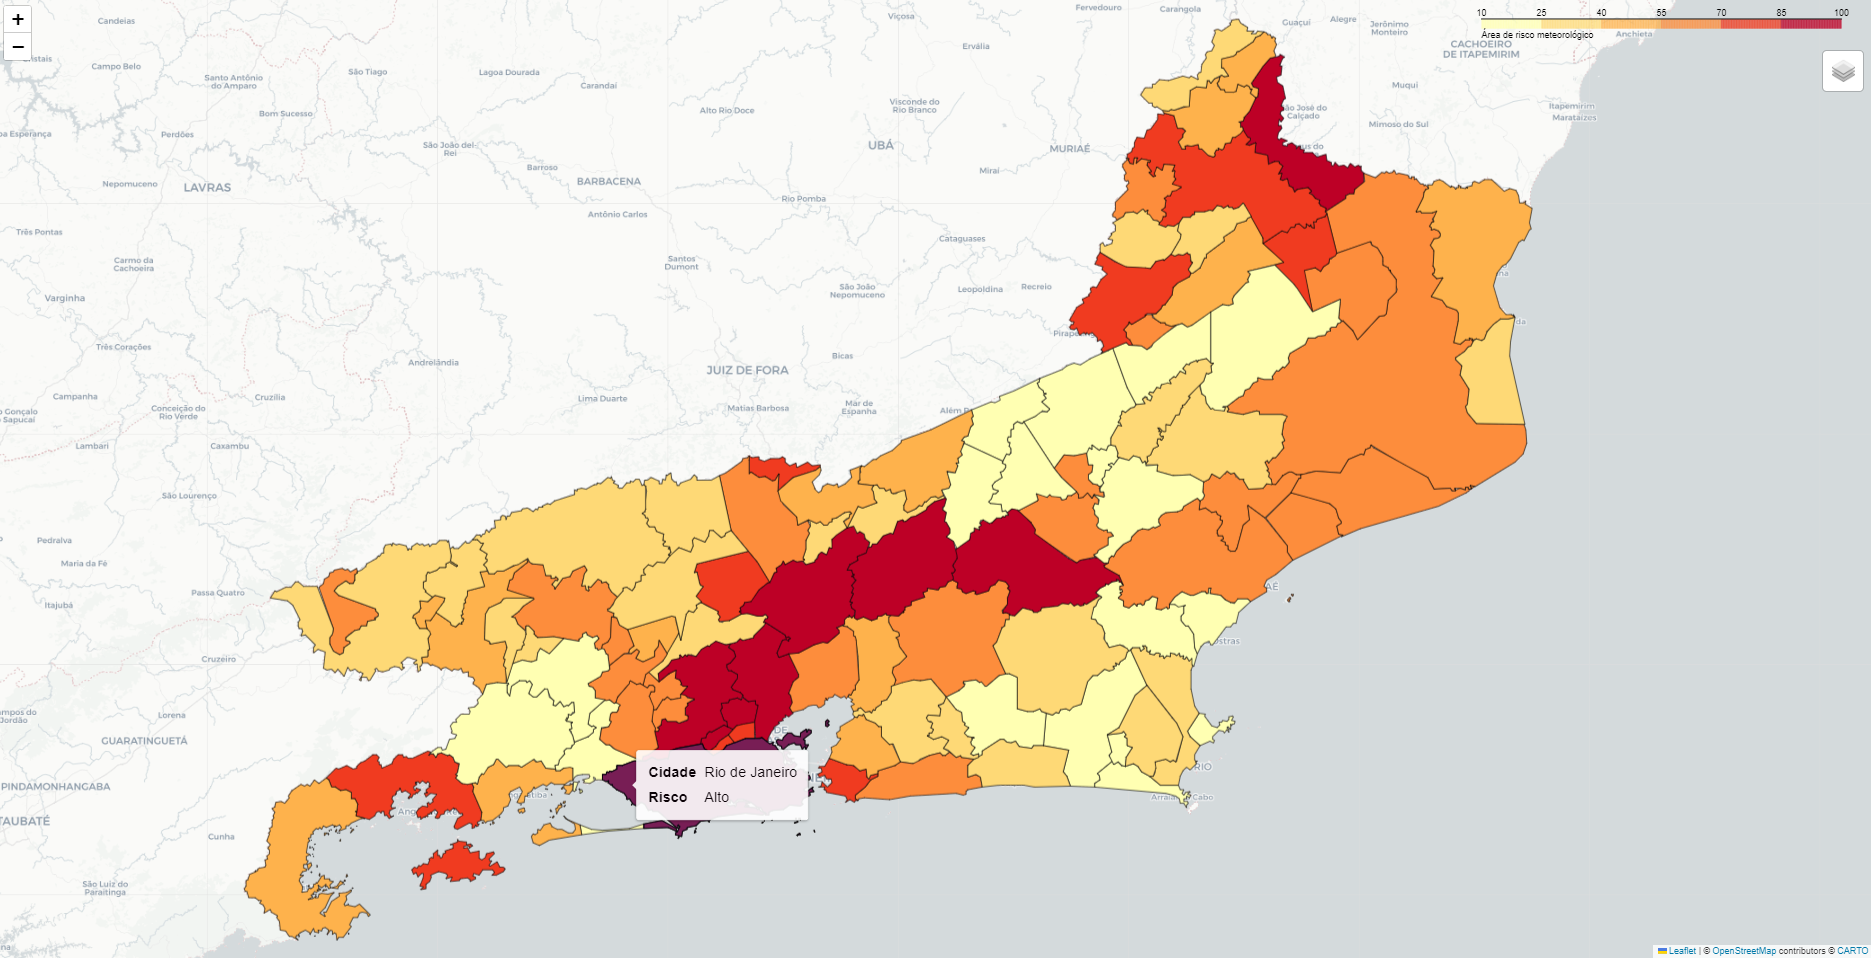 +
−
10 25 40 55 70 85 100
Área de risco meteorológico
Candeias
Viçosa
Fervedouro
Carangola
Guaçuí
Alegre
Jerônimo
Monteiro
Anchieta
CACHOEIRO
DE ITAPEMIRIM
Ervália
Campo Belo
Santo Antônio
do Amparo
São Tiago
Lagoa Dourada
Carandaí
Alto Rio Doce
Visconde do
Rio Branco
Muqui
Itapemirim
Marataízes
São José do
Calçado
Mimoso do Sul
Bom Sucesso
Perdões
São João del-
Rei
UBÁ
MURIAÉ
Barroso
BARBACENA
Miraí
Nepomuceno
LAVRAS
Rio Pomba
Antônio Carlos
Três Pontas
Cataguases
Carmo da
Cachoeira
Santos
Dumont
São João
Nepomuceno
Leopoldina
Recreio
Varginha
Três Corações
Andrelândia
Bicas
JUIZ DE FORA
Campanha
Cruzília
Lima Duarte
Conceição do
Rio Verde
Matias Barbosa
Mar de
Espanha
Lambari
Caxambu
São Lourenço
Pedralva
Maria da Fé
Itajubá
Passa Quatro
Cruzeiro
Lorena
GUARATINGUETÁ
PINDAMONHANGABA
TAUBATÉ
Cunha
São Luiz do
Paraitinga
Cidade Rio de Janeiro
Risco Alto
Leaflet | © OpenStreetMap contributors © CARTO